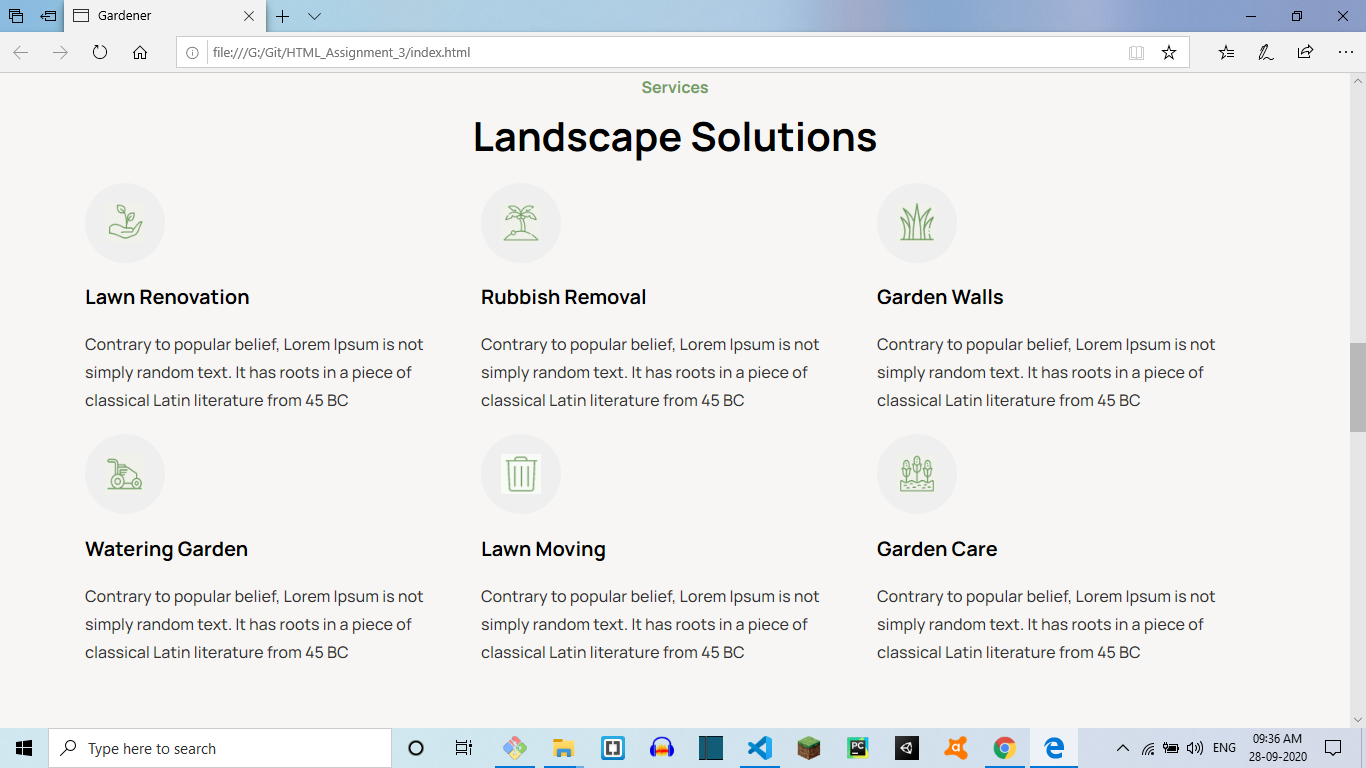 Gardener
file:///G:/Git/HTML_Assignment_3/index.html
Services
Landscape Solutions
Lawn Renovation
Contrary to popular belief, Lorem Ipsum is not
simply random text. It has roots in a piece of
classical Latin literature from 45 BC
Rubbish Removal
Contrary to popular belief, Lorem Ipsum is not
simply random text. It has roots in a piece of
classical Latin literature from 45 BC
Garden Walls
Contrary to popular belief, Lorem Ipsum is not
simply random text. It has roots in a piece of
classical Latin literature from 45 BC
Watering Garden
Contrary to popular belief, Lorem Ipsum is not
simply random text. It has roots in a piece of
classical Latin literature from 45 BC
Lawn Moving
Contrary to popular belief, Lorem Ipsum is not
simply random text. It has roots in a piece of
classical Latin literature from 45 BC
Garden Care
Contrary to popular belief, Lorem Ipsum is not
simply random text. It has roots in a piece of
classical Latin literature from 45 BC
Type here to search
PC
ENG
09:36 AM
28-09-2020